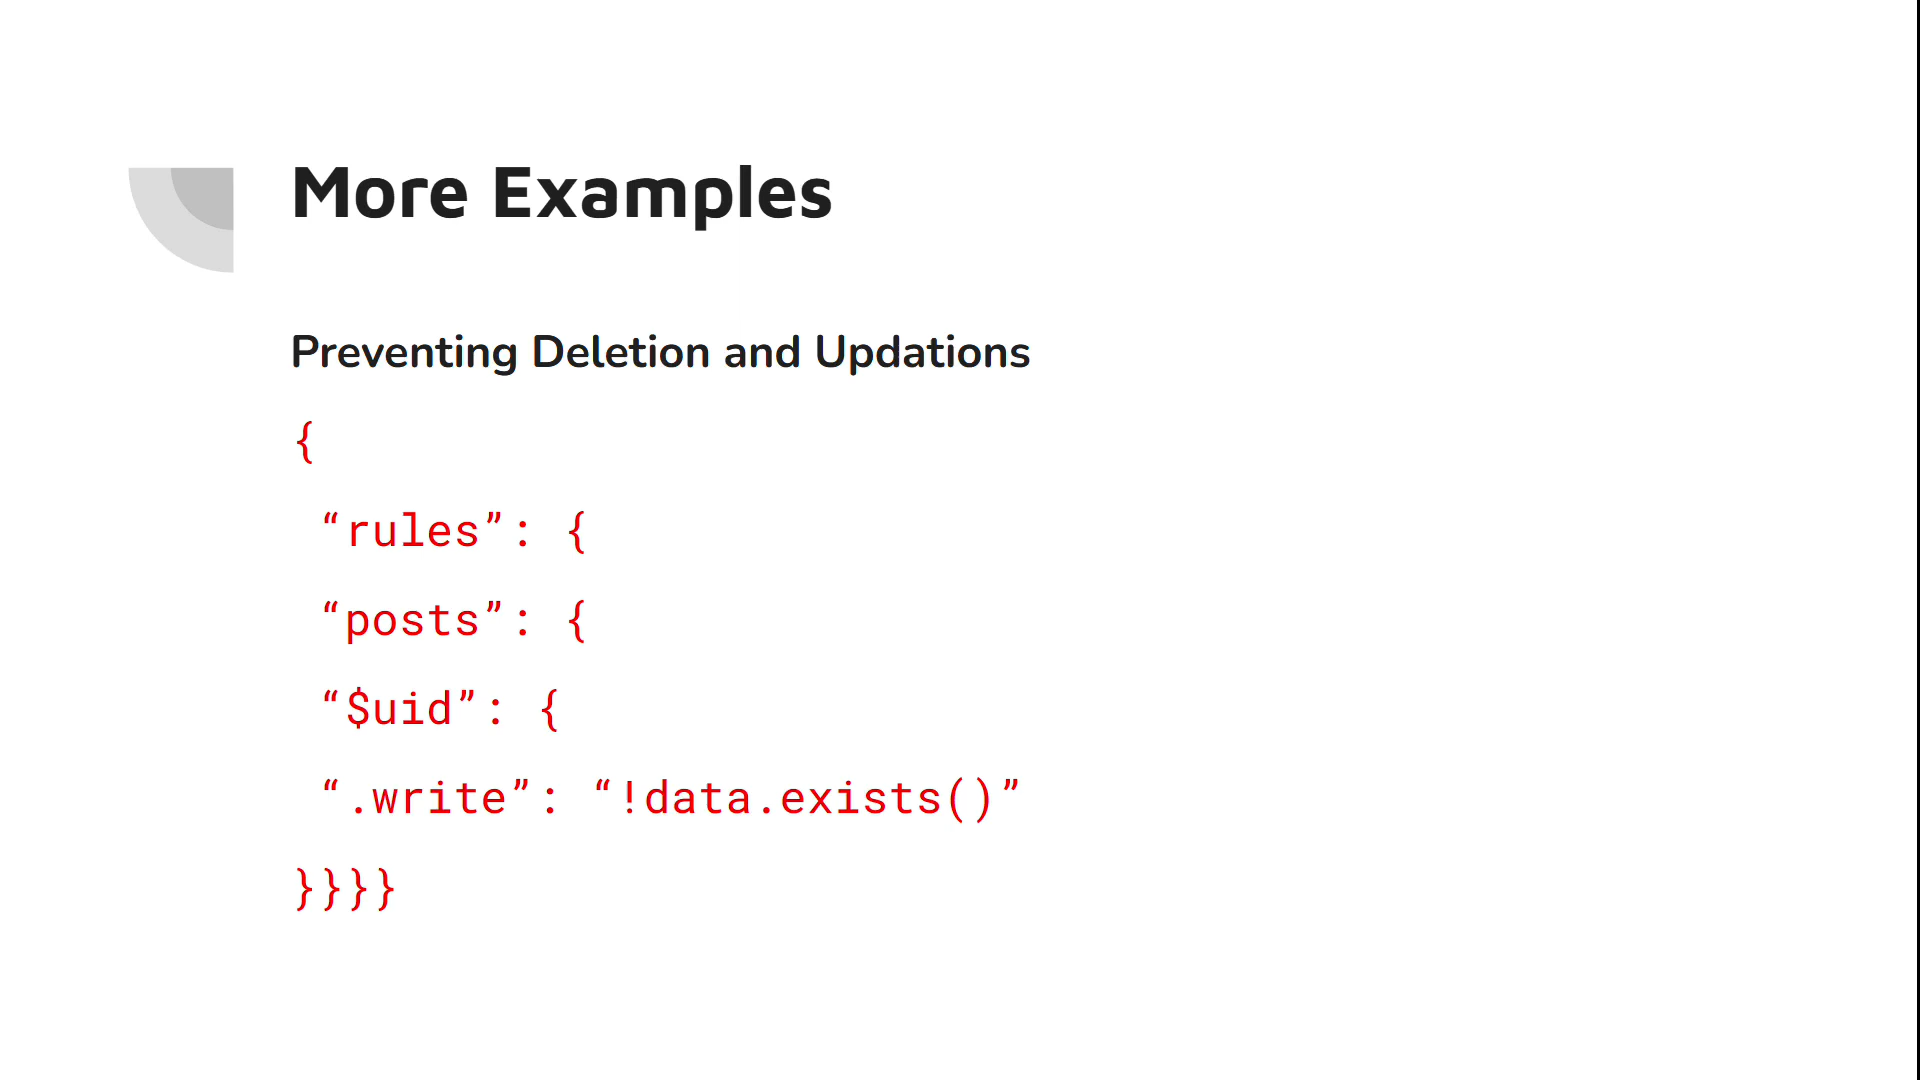 More Examples
Preventing Deletion and Updations
{
“rules”: {
“posts”: {
“$uid”: {
“.write”: “!data.exists()”
}}}}